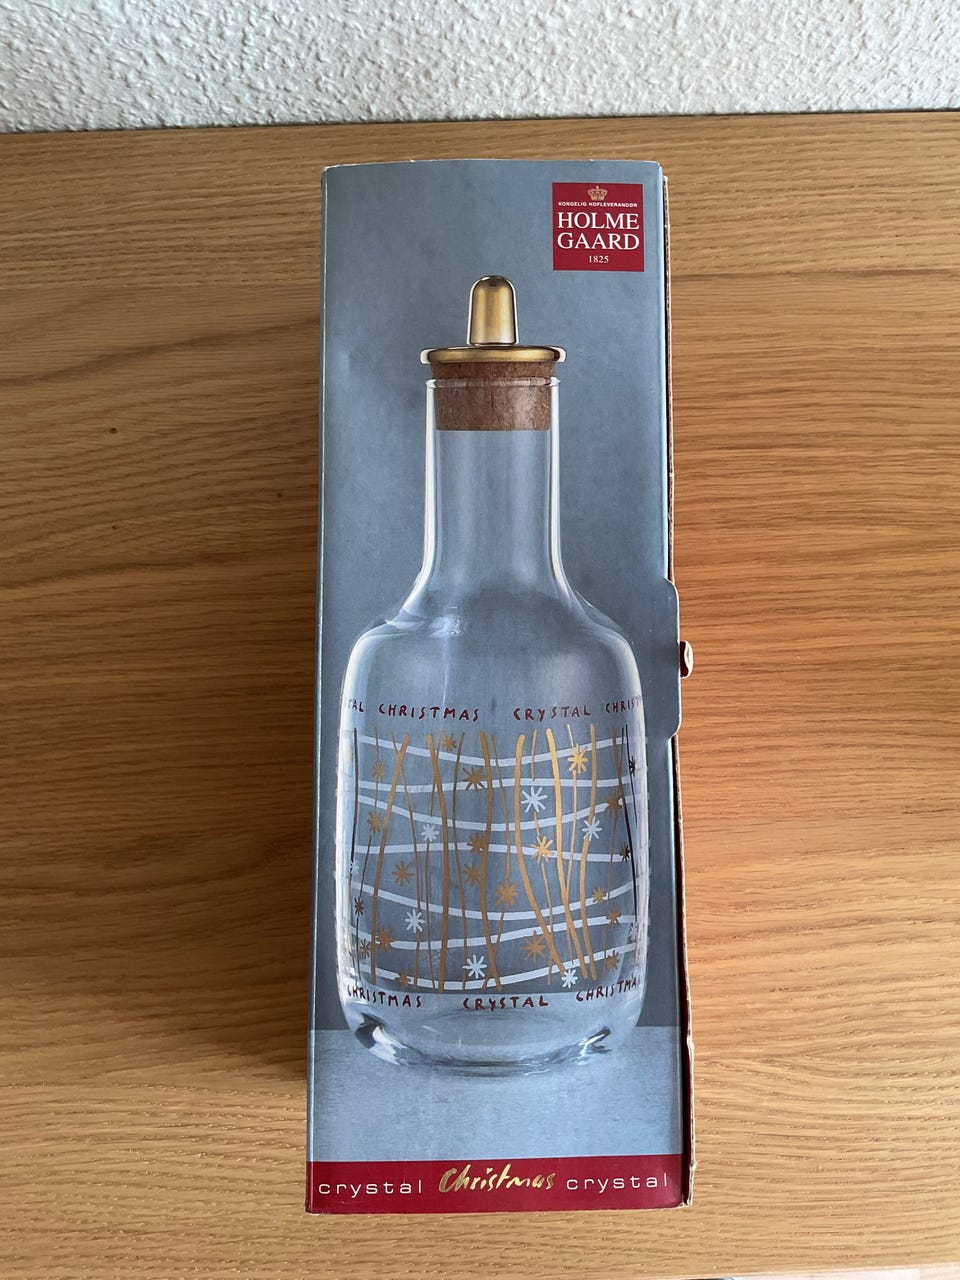 KONGELIG HOFLEVERANDØR
HOLME
GAARD
1825
CHRISTMAS CRYSTAL
CHRISTMAS CRYSTAL CHRISTMAS
crystal Christmas crystal